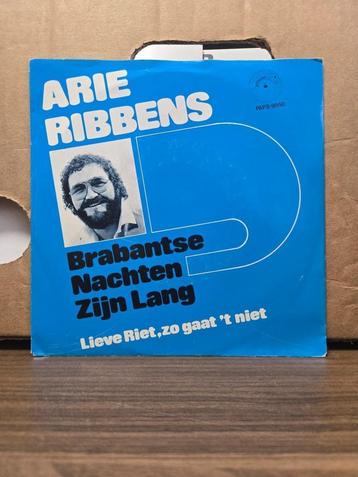 ARIE
RIBBENS
Brabantse
Nachten
Zijn Lang
Lieve Riet, zo gaat 't niet